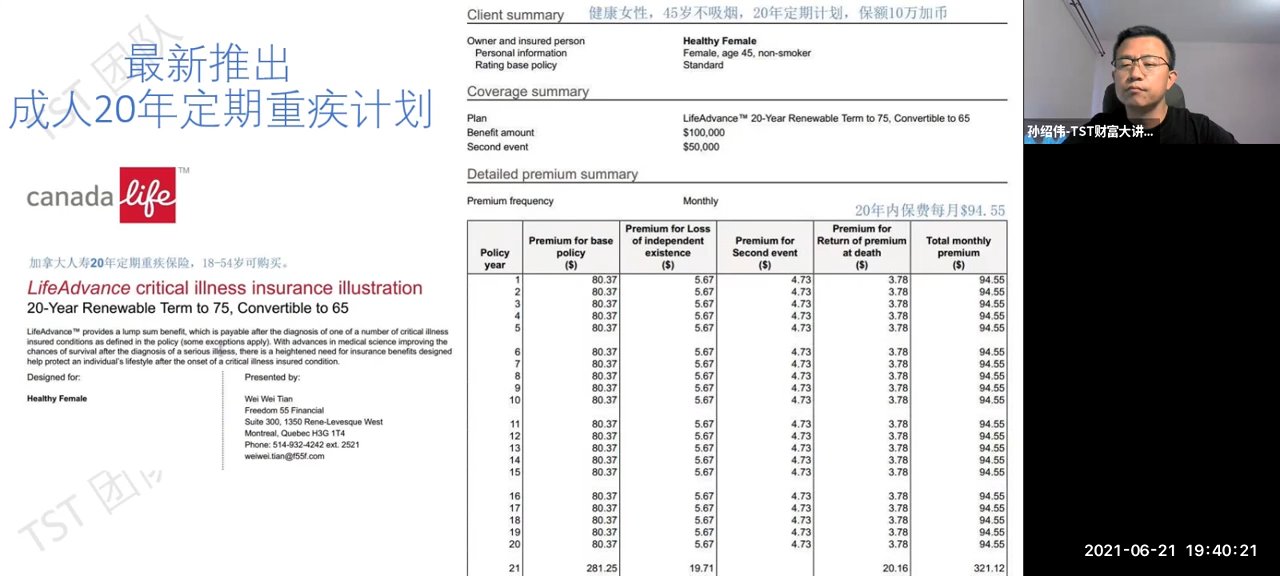 最新推出
成人20年定期重疾计划
TST 团队
canada life™
加拿大人寿20年定期重疾保险，18-54岁可购买。
LifeAdvance critical illness insurance illustration
20-Year Renewable Term to 75, Convertible to 65
LifeAdvance™ provides a lump sum benefit, which is payable after the diagnosis of one of a number of critical illness
insured conditions as defined in the policy (some exceptions apply). With advances in medical science improving the
chances of survival after the diagnosis of a serious illness, there is a heightened need for insurance benefits designed
help protect an individual's lifestyle after the onset of a critical illness insured condition.
Designed for:
Healthy Female
Presented by:
Wei Wei Tian
Freedom 55 Financial
Suite 300, 1350 Rene-Levesque West
Montreal, Quebec H3G 1T4
Phone: 514-932-4242 ext. 2521
weiwei.tian@f55f.com
TST 团队
Client summary 健康女性，45岁不吸烟，20年定期计划，保额10万加币
Owner and insured person Healthy Female
Personal information Female, age 45, non-smoker
Rating base policy Standard
Coverage summary
Plan LifeAdvance™ 20-Year Renewable Term to 75, Convertible to 65
Benefit amount $100,000
Second event $50,000
Detailed premium summary
Premium frequency Monthly
20年内保费每月$94.55
Policy year Premium for base policy ($) Premium for Loss of independent existence ($) Premium for Second event ($) Premium for Return of premium at death ($) Total monthly premium ($)
1 80.37 5.67 4.73 3.78 94.55
2 80.37 5.67 4.73 3.78 94.55
3 80.37 5.67 4.73 3.78 94.55
4 80.37 5.67 4.73 3.78 94.55
5 80.37 5.67 4.73 3.78 94.55
6 80.37 5.67 4.73 3.78 94.55
7 80.37 5.67 4.73 3.78 94.55
8 80.37 5.67 4.73 3.78 94.55
9 80.37 5.67 4.73 3.78 94.55
10 80.37 5.67 4.73 3.78 94.55
11 80.37 5.67 4.73 3.78 94.55
12 80.37 5.67 4.73 3.78 94.55
13 80.37 5.67 4.73 3.78 94.55
14 80.37 5.67 4.73 3.78 94.55
15 80.37 5.67 4.73 3.78 94.55
16 80.37 5.67 4.73 3.78 94.55
17 80.37 5.67 4.73 3.78 94.55
18 80.37 5.67 4.73 3.78 94.55
19 80.37 5.67 4.73 3.78 94.55
20 80.37 5.67 4.73 3.78 94.55
21 281.25 19.71 20.16 321.12
孙绍伟-TST财富大讲...
2021-06-21 19:40:21